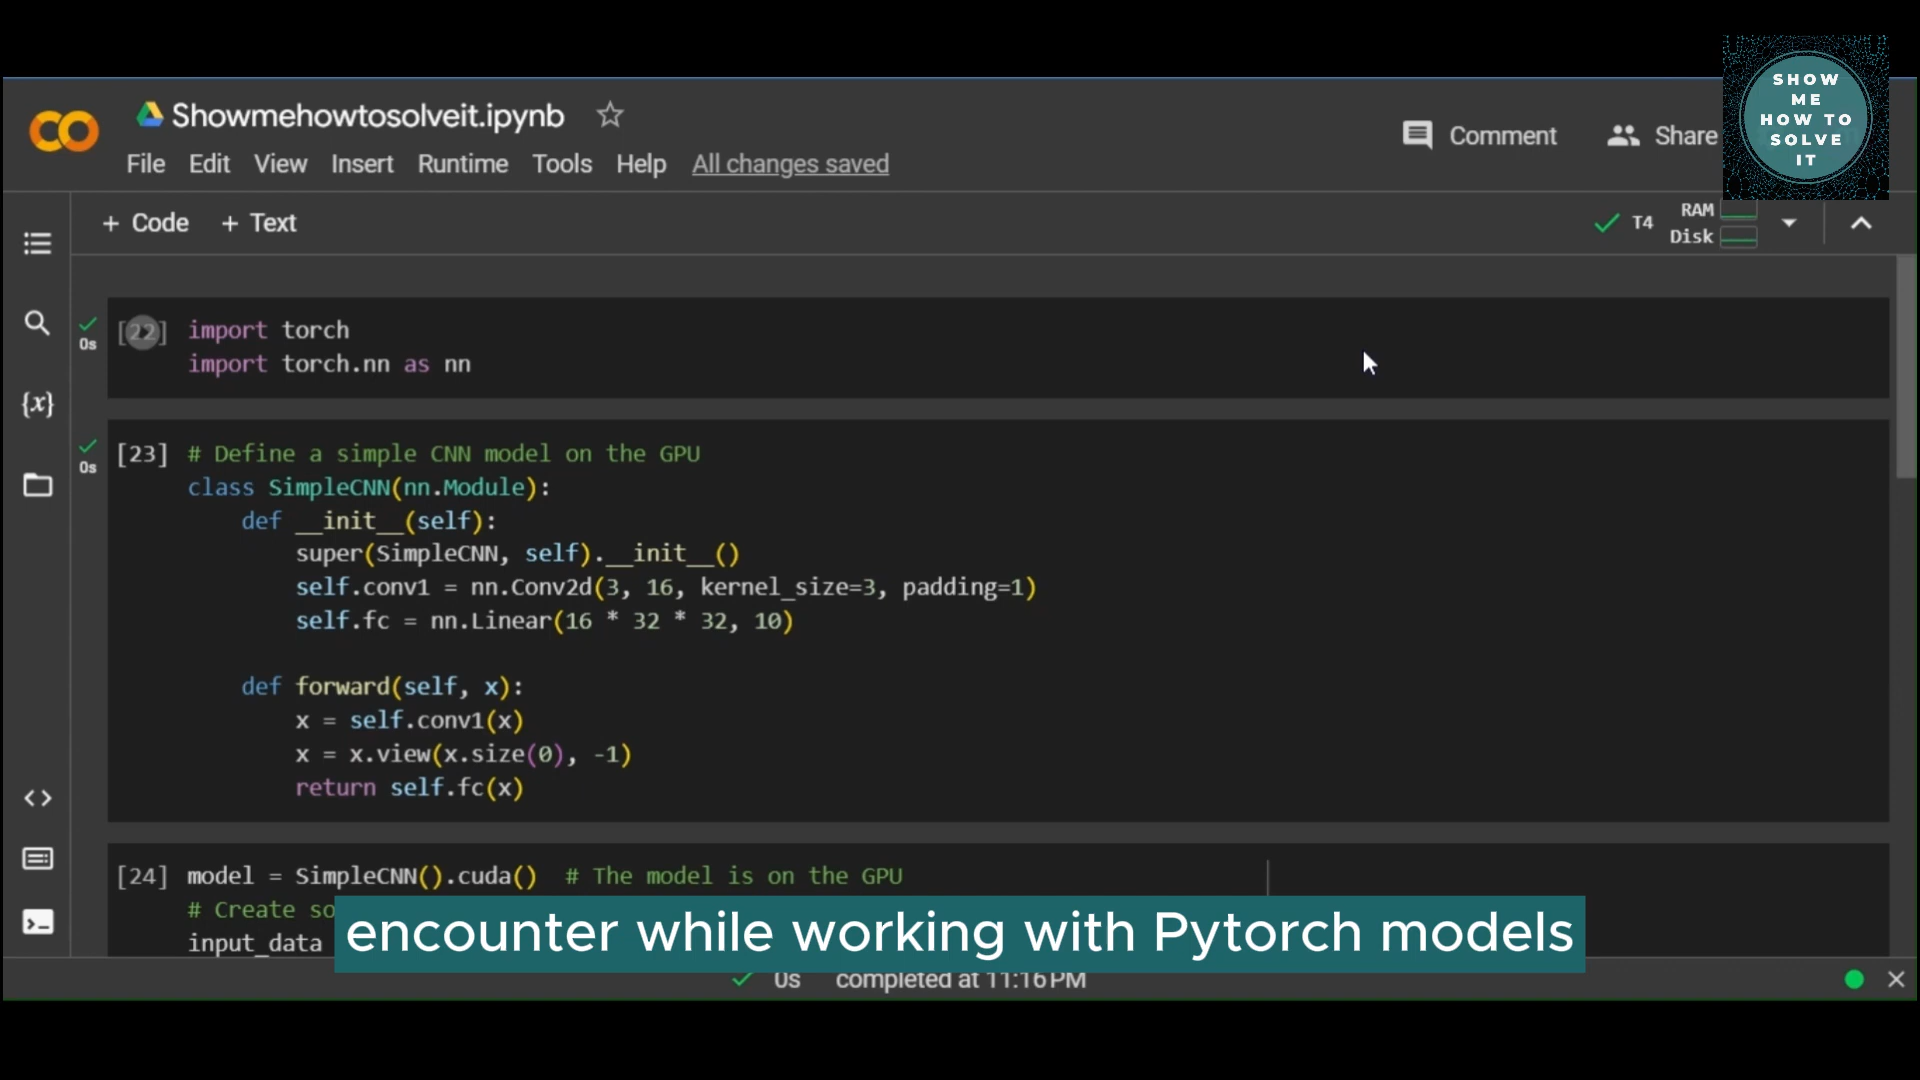 SHOW
ME
HOW TO
SOLVE
IT
Showmehowtosolveit.ipynb
Comment
Share
File Edit View Insert Runtime Tools Help All changes saved
+ Code + Text
T4
RAM
Disk
[22] import torch
0s
import torch.nn as nn
{x}
[23] # Define a simple CNN model on the GPU
0s
class SimpleCNN(nn.Module):
def __init__(self):
super(SimpleCNN, self).__init__()
self.conv1 = nn.Conv2d(3, 16, kernel_size=3, padding=1)
self.fc = nn.Linear(16 * 32 * 32, 10)
def forward(self, x):
x = self.conv1(x)
x = x.view(x.size(0), -1)
return self.fc(x)
[24] model = SimpleCNN().cuda() # The model is on the GPU
# Create so
input_data
encounter while working with Pytorch models
0s completed at 11:16 PM